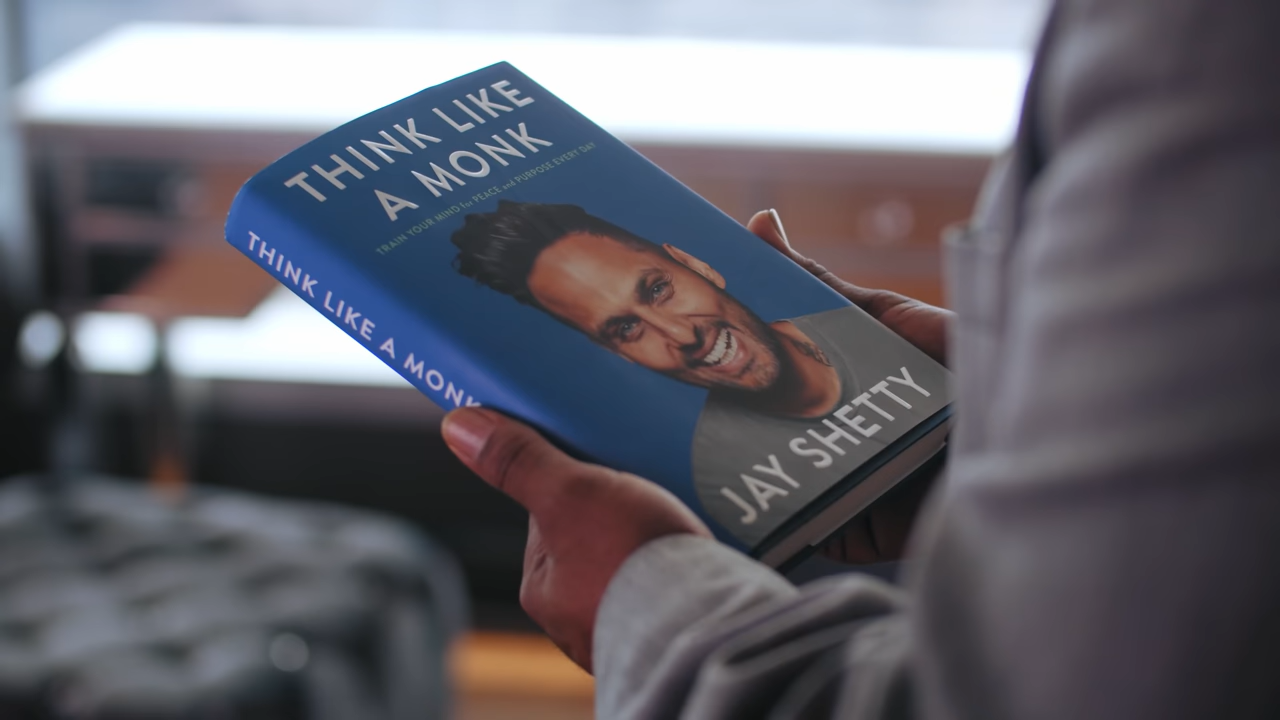 THINK LIKE
A MONK
TRAIN YOUR MIND for PEACE and PURPOSE EVERY DAY
JAY SHETTY
THINK LIKE A MONK